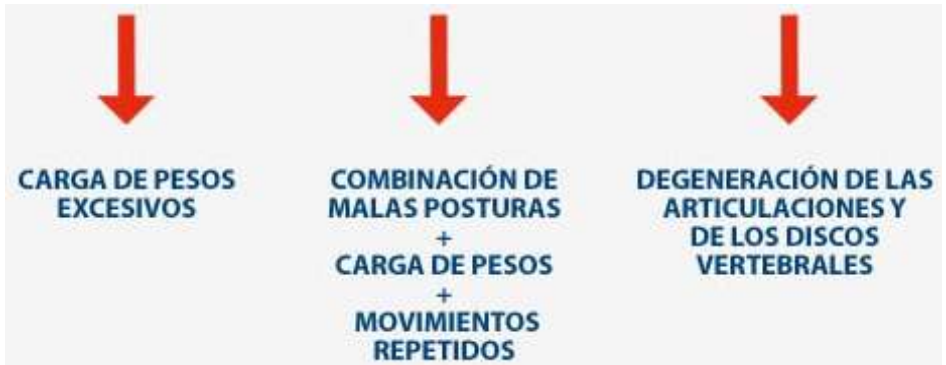 CARGA DE PESOS
EXCESIVOS
COMBINACIÓN DE
MALAS POSTURAS
+
CARGA DE PESOS
+
MOVIMIENTOS
REPETIDOS
DEGENERACIÓN DE LAS
ARTICULACIONES Y
DE LOS DISCOS
VERTEBRALES